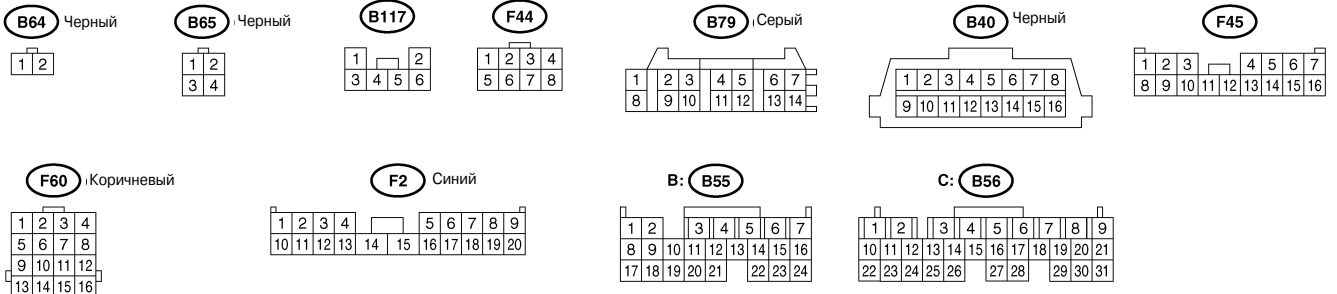 B64 Черный
B65 Черный
B117
F44
B79 Серый
B40 Черный
F45
1 2
1 2
3 4
1 2
3 4 5 6
1 2 3 4
5 6 7 8
1 2 3 4 5 6 7
8 9 10 11 12 13 14
1 2 3 4 5 6 7 8
9 10 11 12 13 14 15 16
1 2 3 4 5 6 7
8 9 10 11 12 13 14 15 16
F60 Коричневый
F2 Синий
B: B55
C: B56
1 2 3 4
5 6 7 8
9 10 11 12
13 14 15 16
1 2 3 4 5 6 7 8 9
10 11 12 13 14 15 16 17 18 19 20
1 2 3 4 5 6 7
8 9 10 11 12 13 14 15 16
17 18 19 20 21 22 23 24
1 2 3 4 5 6 7 8 9
10 11 12 13 14 15 16 17 18 19 20 21
22 23 24 25 26 27 28 29 30 31